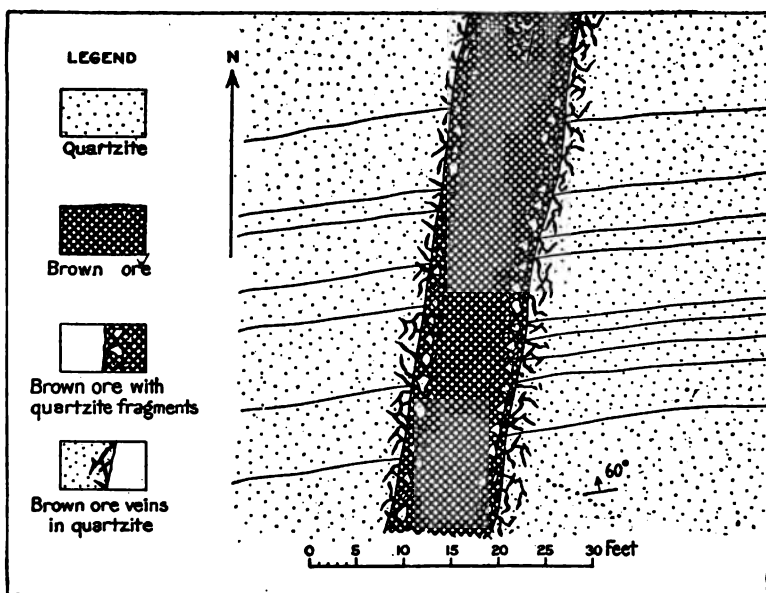 LEGEND
Quartzite
Brown ore
Brown ore with
quartzite fragments
Brown ore veins
in quartzite
N
60°
0 5 10 15 20 25 30 Feet